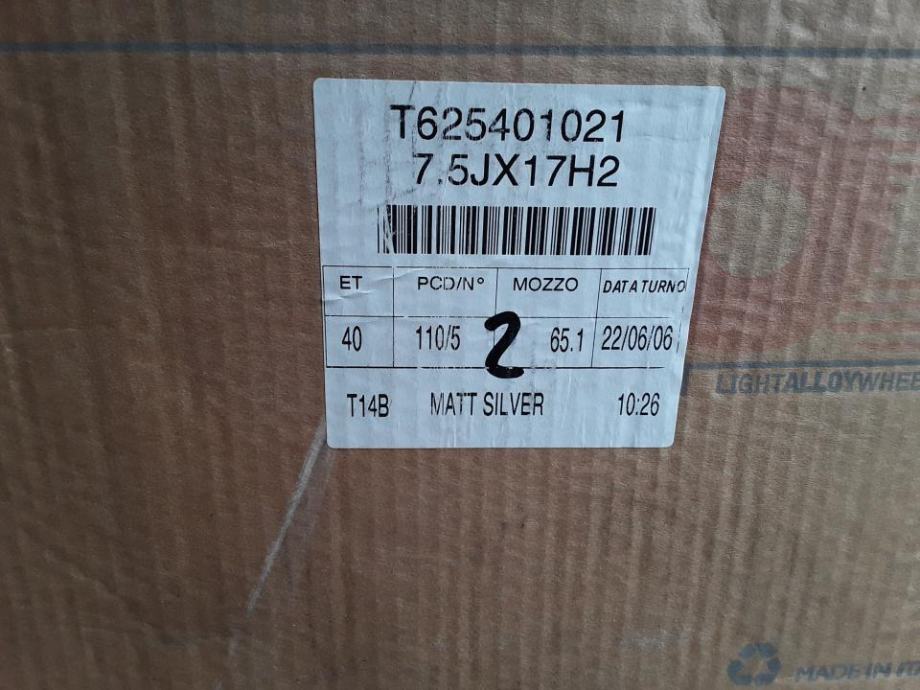 T625401021
7.5JX17H2
ET PCD/N° MOZZO DATA TURNO
40 110/5 2 65.1 22/06/06
T14B MATT SILVER 10:26
LIGHTALLOYWHEE
MADE IN ITA